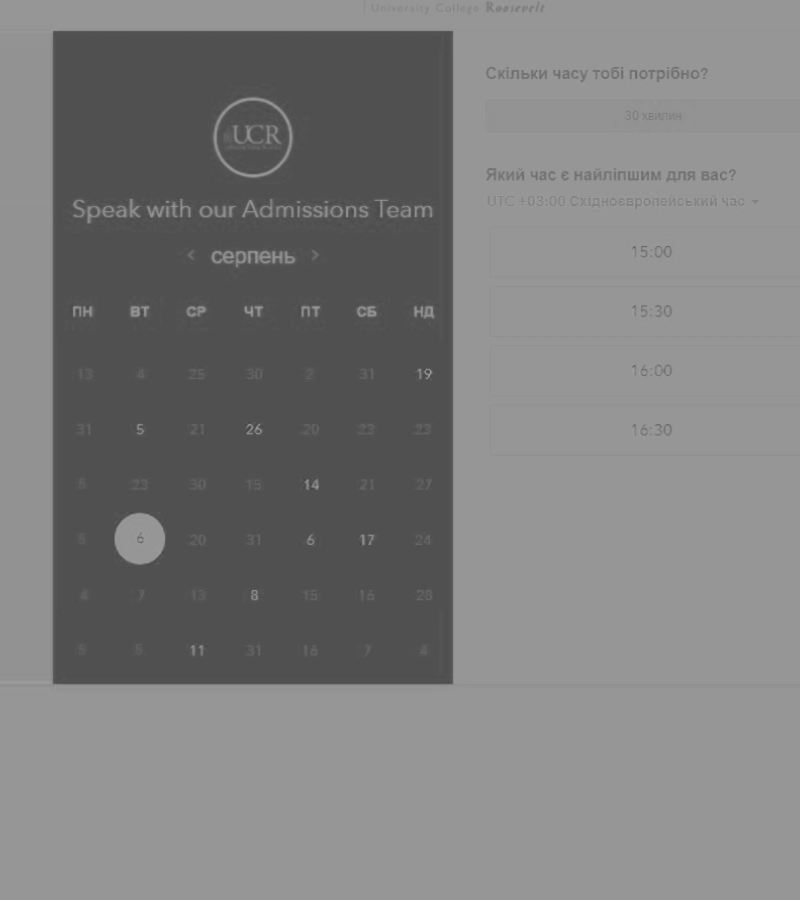 University College Roosevelt
UCR
Speak with our Admissions Team
< серпень >
ПН ВТ СР ЧТ ПТ СБ НД
13 4 25 30 2 31 19
31 5 21 26 20 23 23
5 23 30 15 14 21 27
5 6 20 31 6 17 24
4 7 13 8 15 16 28
5 5 11 31 16 7 4
Скільки часу тобі потрібно?
30 хвилин
Який час є найліпшим для вас?
UTC +03:00 Східноєвропейський час
15:00
15:30
16:00
16:30